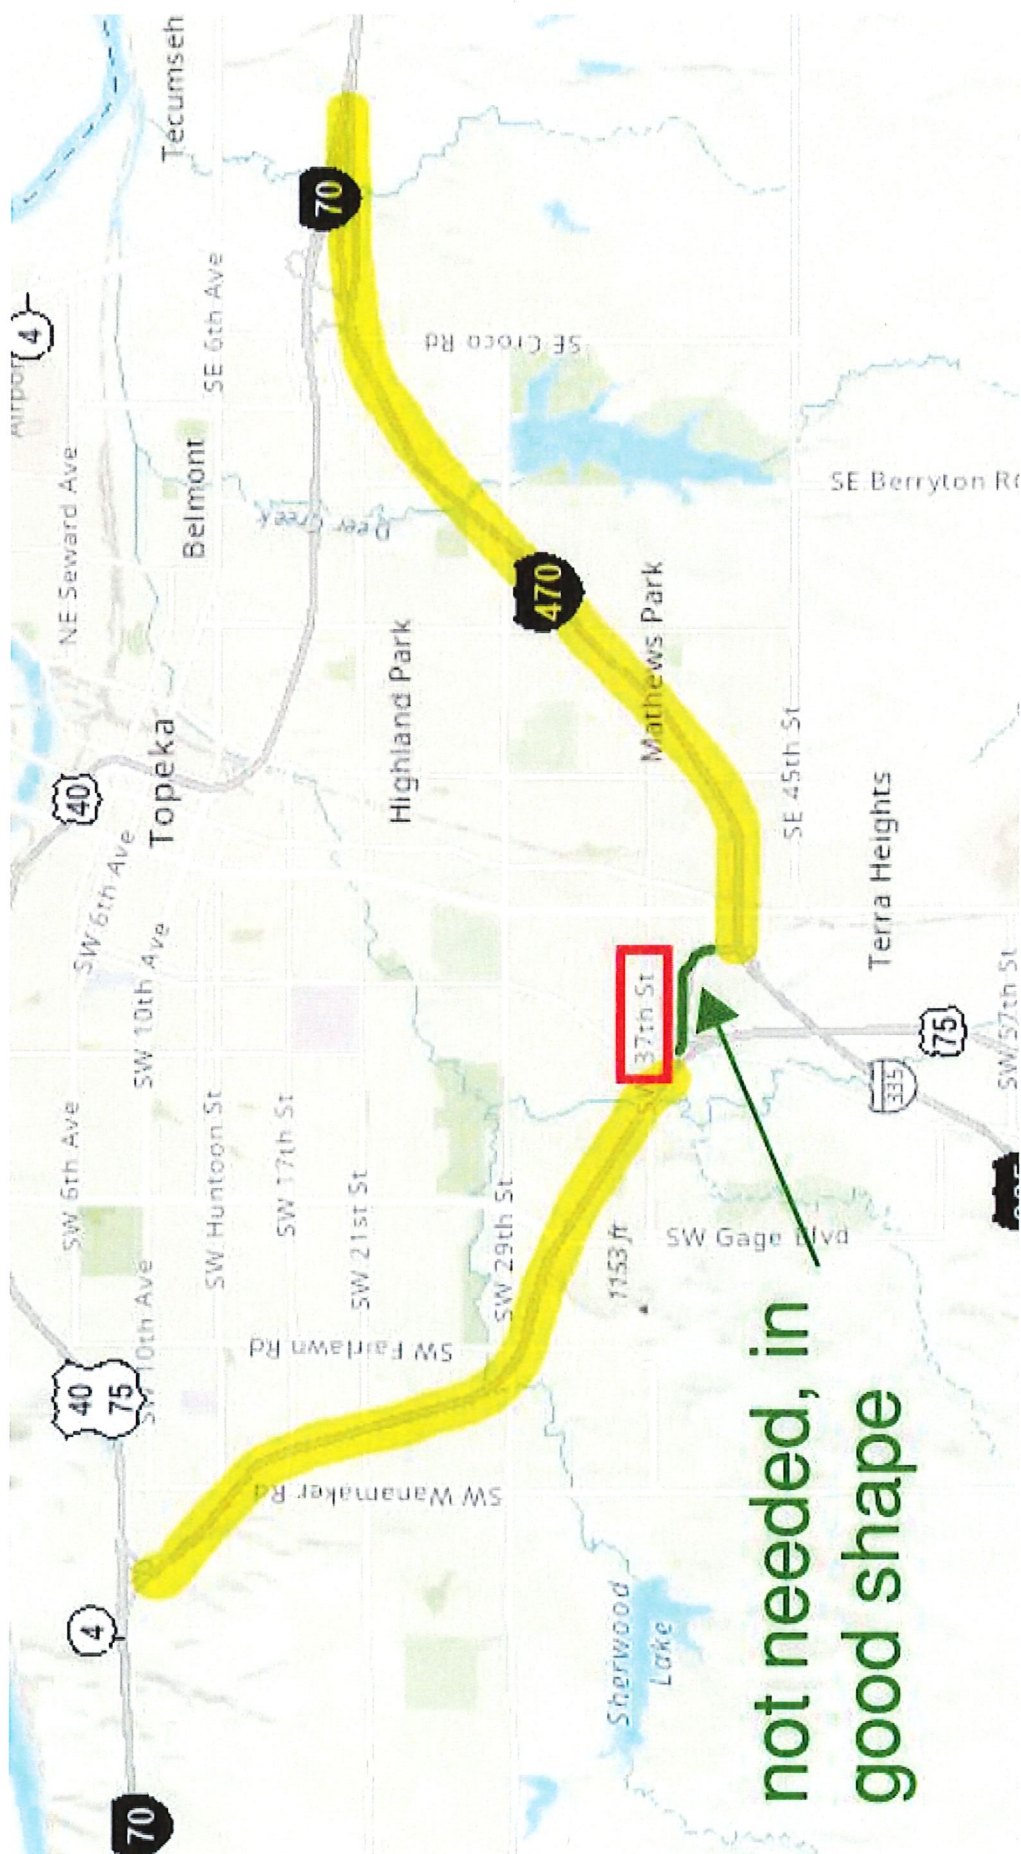 4
Airpor
SW 6th Ave
40
NE Seward Ave
4
40
75
SW 6th Ave
70
SW 10th Ave
SW 10th Ave
Topeka
Tecumseh
Belmont
SW Huntoon St
SE 6th Ave
SW 17th St
SW Wanamaker Rd
SW Fairlawn Rd
Deer Creek
70
SW 21st St
Highland Park
SE Croco Rd
SW 29th St
470
1153 ft
Sherwood
Lake
SW 37th St
Mathews Park
SW Gage Blvd
SE 45th St
SE Berryton Rd
not needed, in
good shape
335
Terra Heights
75
SW 57th St